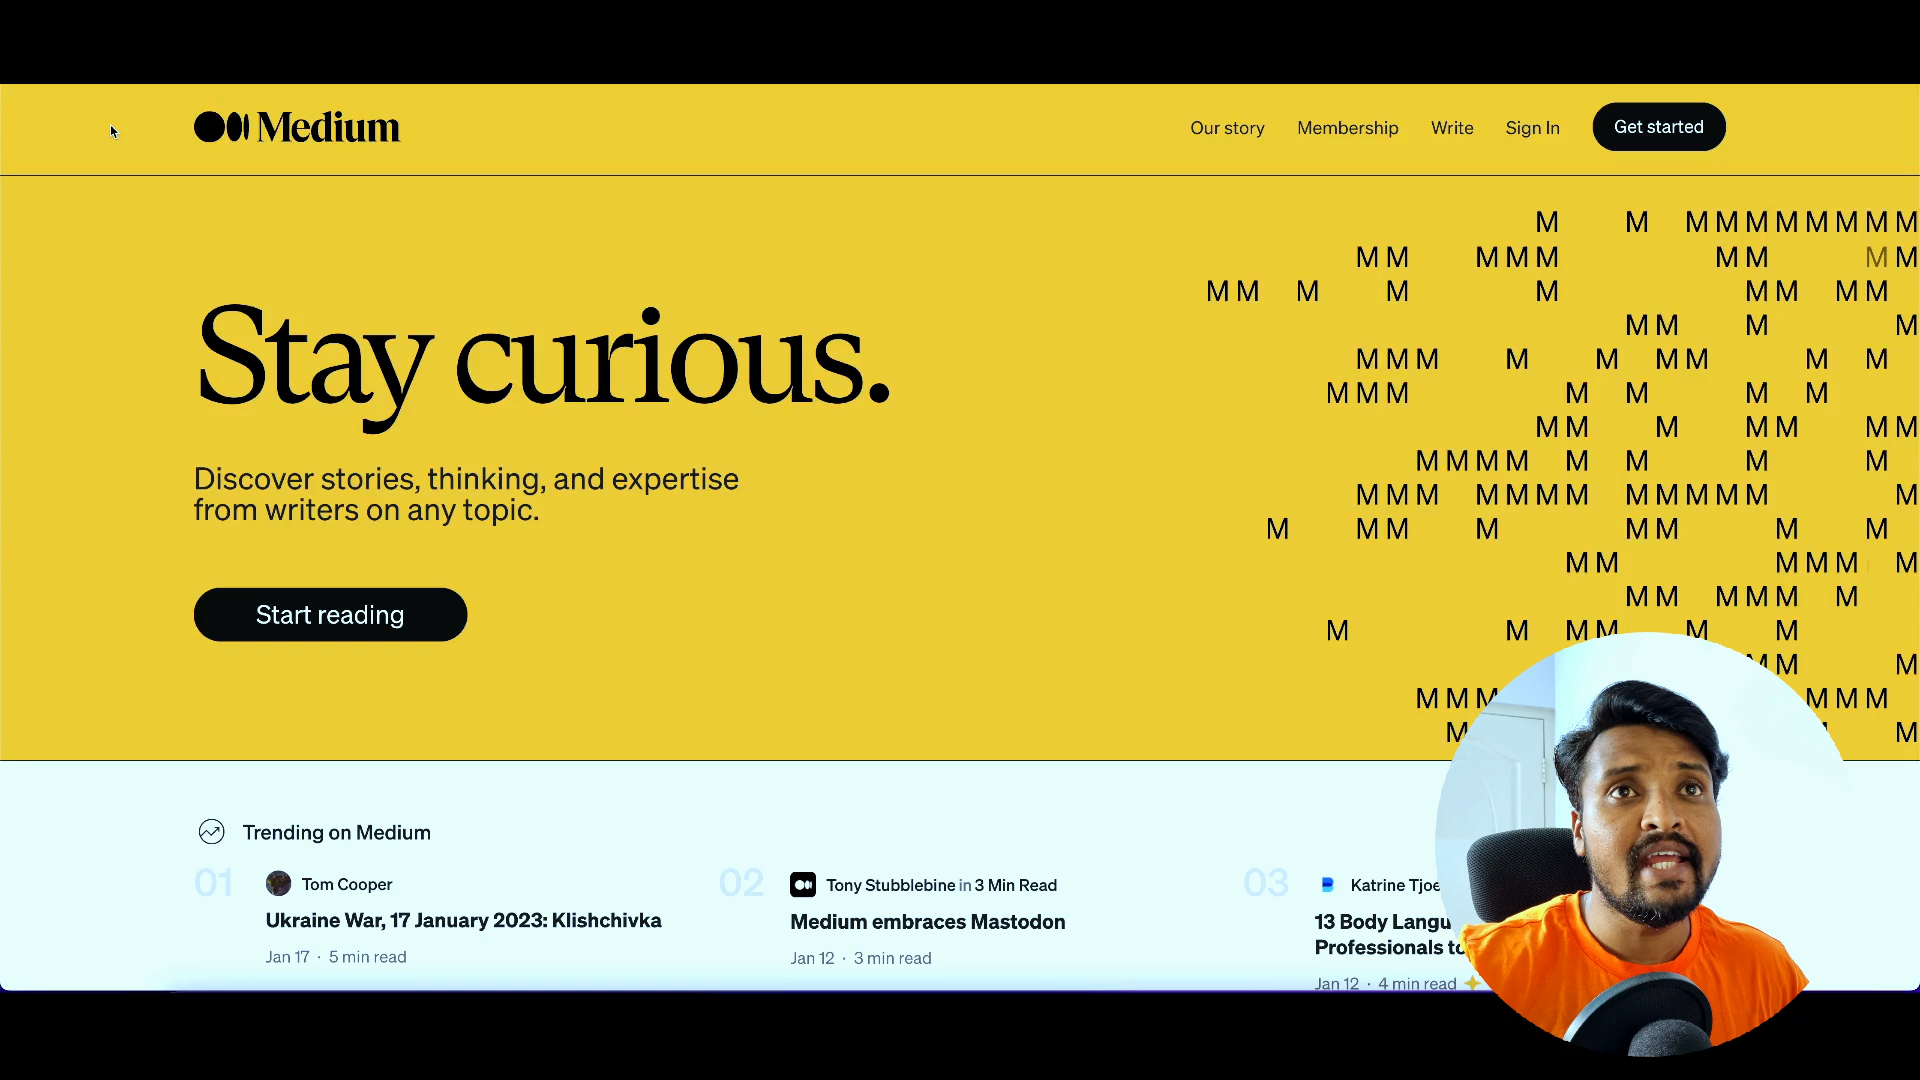 Medium
Our story
Membership
Write
Sign In
Get started
M M M M M M M M M M
M M M M M M M M M M
M M M M M M M M M
M M M M
M M M M M M M M M
M M M M M M M
M M M M M M M
M M M M M M M M
M M M M M M M M M M M M M
M M M M M M M M
M M M M M M
M M M M M M
M M M M M M
M M M
M M M M M M
M M
Stay curious.
Discover stories, thinking, and expertise
from writers on any topic.
Start reading
Trending on Medium
01
Tom Cooper
Ukraine War, 17 January 2023: Klishchivka
Jan 17 · 5 min read
02
Tony Stubblebine in 3 Min Read
Medium embraces Mastodon
Jan 12 · 3 min read
03
Katrine
13 Body
Professionals
Jan 12 · 4 min read